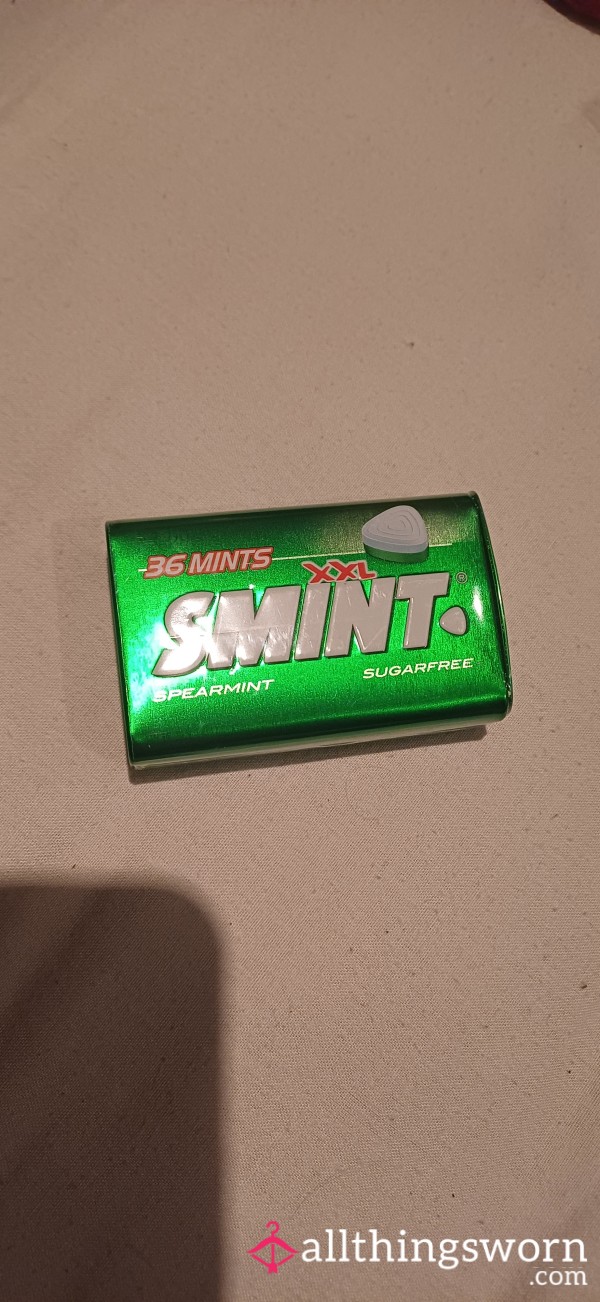 36 MINTS
XXL
SMINT.®
SPEARMINT
SUGARFREE
allthingsworn
.com